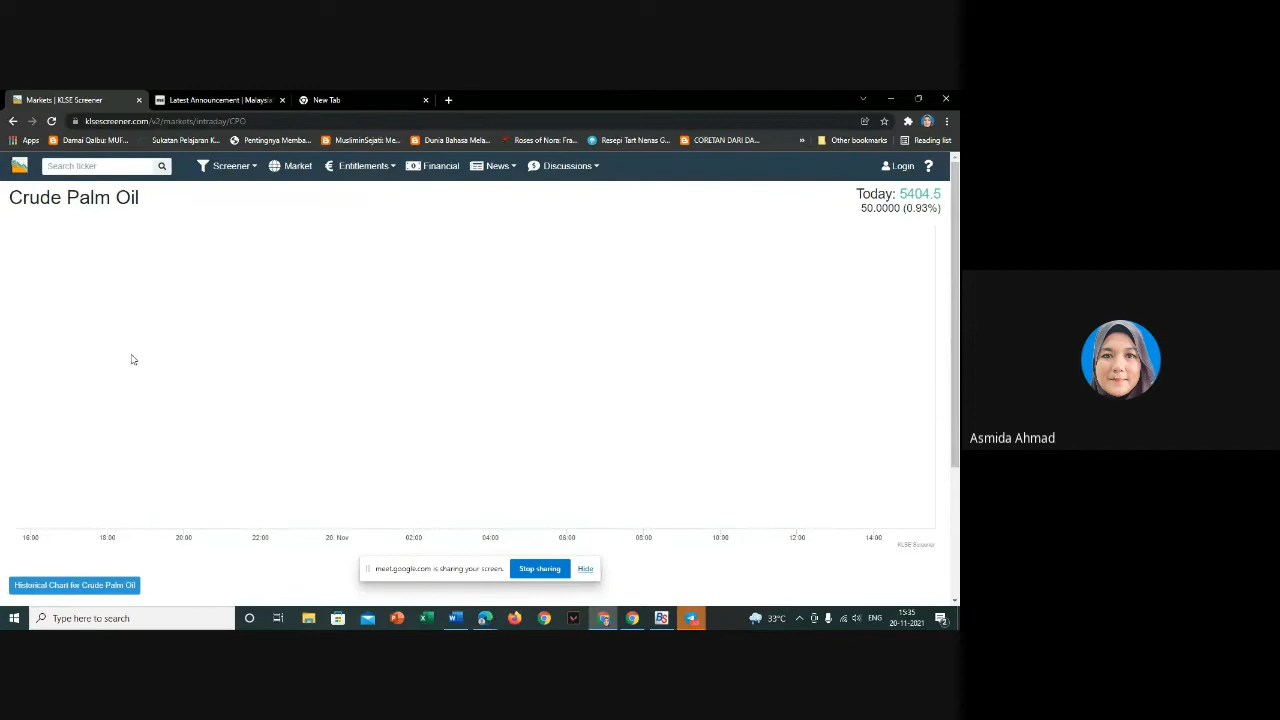 Markets | KLSE Screener
Latest Announcement | Malaysia
New Tab
klsescreener.com/v2/markets/intraday/CPO
Apps
Damai Qalbu: MUF...
Sukatan Pelajaran K...
Pentingnya Memba...
MusliminSejati: Me...
Dunia Bahasa Mela...
Roses of Nora: Fra...
Resepi Tart Nenas G...
CORETAN DARI DA...
Other bookmarks
Reading list
Search ticker
Screener
Market
Entitlements
Financial
News
Discussions
Login
Crude Palm Oil
Today: 5404.5
50.0000 (0.93%)
Asmida Ahmad
16:00 18:00 20:00 22:00 20. Nov 02:00 04:00 06:00 08:00 10:00 12:00 14:00
KLSE Screener
meet.google.com is sharing your screen.
Stop sharing
Hide
Historical Chart for Crude Palm Oil
Type here to search
33°C
ENG
15:35
20-11-2021